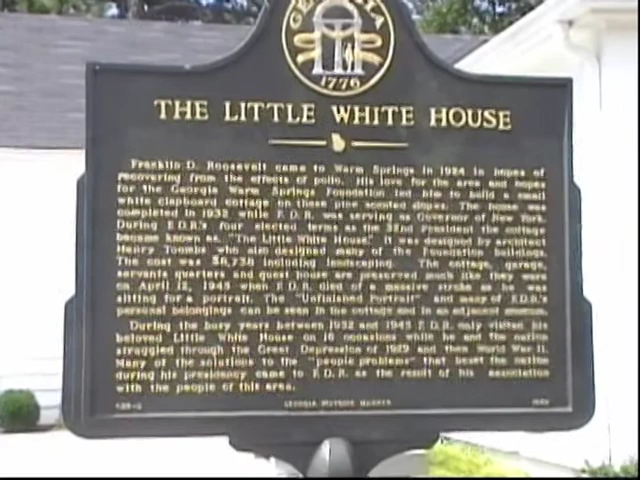 GEORGIA
1776
THE LITTLE WHITE HOUSE
Franklin D. Roosevelt came to Warm Springs in 1924 in hopes of
recovering from the effects of polio. His love for the area and hopes
for the Georgia Warm Springs Foundation led him to build a small
white clapboard cottage on these pine scented slopes. The house was
completed in 1932 while F.D.R. was serving as Governor of New York.
During F.D.R.'s four elected terms as the 32nd President the cottage
became known as, "The Little White House." It was designed by architect
Henry Toombs who also designed many of the Foundation buildings.
The cost was $8,738 including landscaping. The cottage, garage,
servants quarters and guest house are preserved much like they were
on April 12, 1945 when F.D.R. died of a massive stroke as he was
sitting for a portrait. The "Unfinished Portrait" and many of F.D.R.'s
personal belongings can be seen in the cottage and in an adjacent museum.
During the busy years between 1932 and 1945 F.D.R. only visited his
beloved Little White House on 16 occasions while he and the nation
struggled through the Great Depression of 1929 and then World War II.
Many of the solutions to the "people problems" that beset the nation
during his presidency came to F.D.R. as the result of his association
with the people of this area.
GEORGIA HISTORIC MARKER